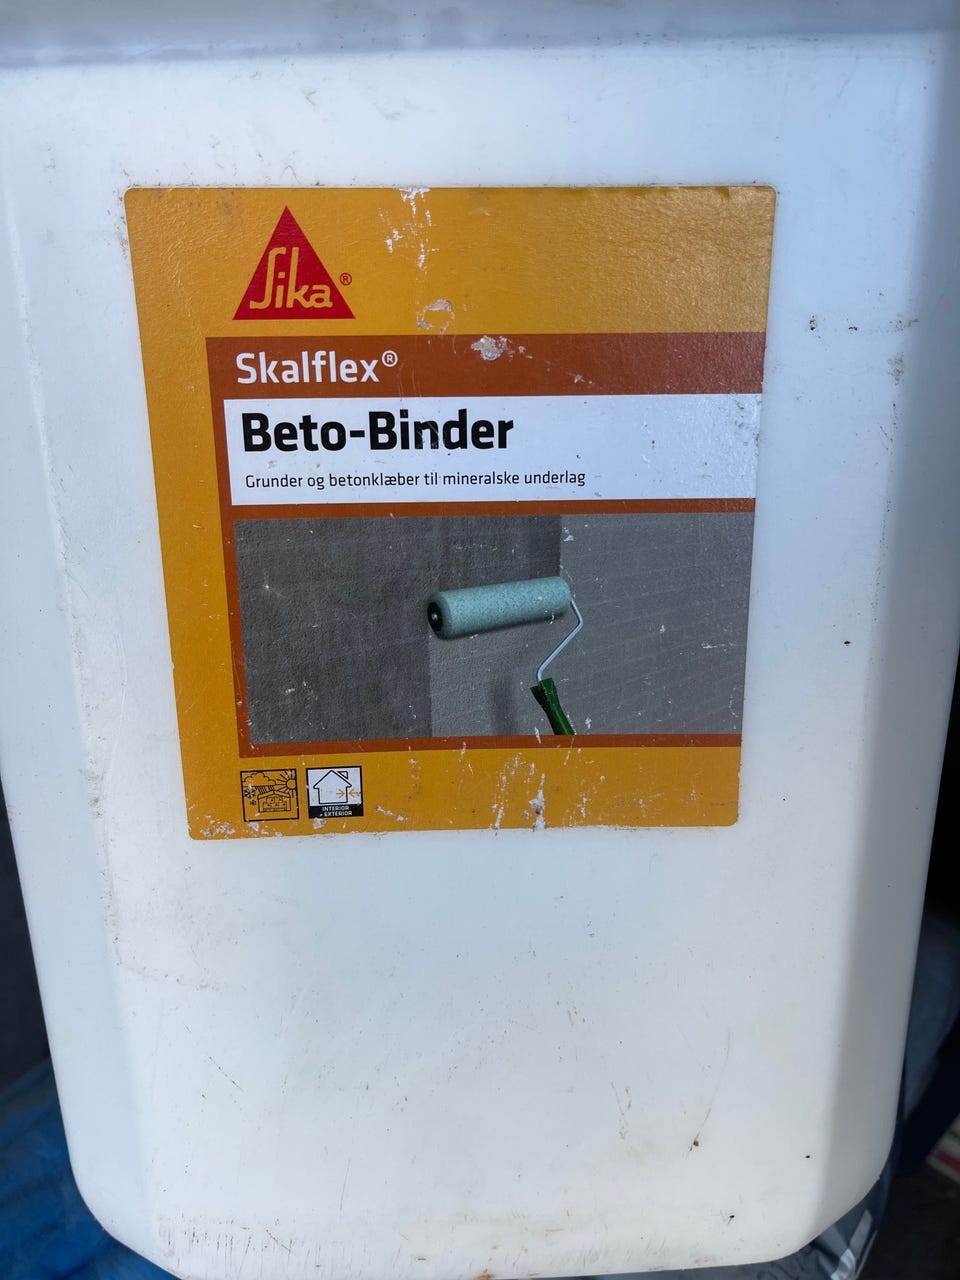 Sika®
Skalflex®
Beto-Binder
Grunder og betonklæber til mineralske underlag
INTERIOR
+ EXTERIOR